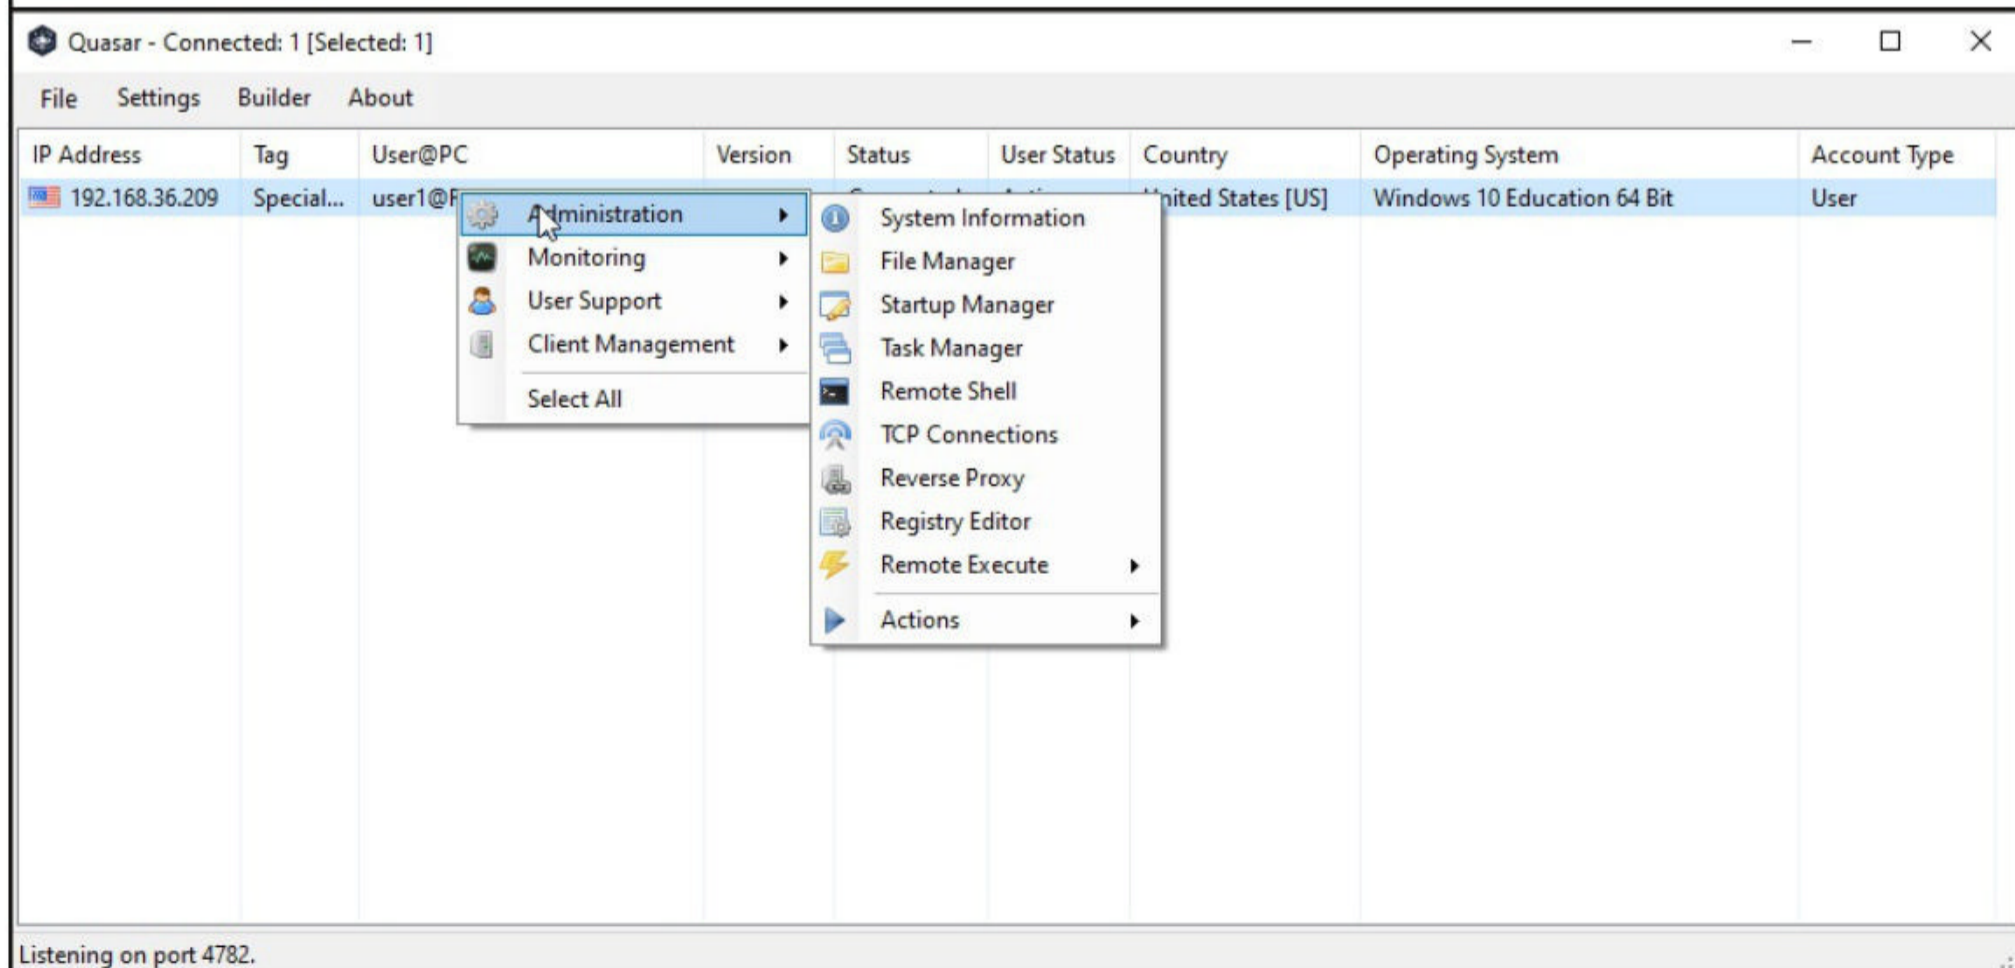 Quasar - Connected: 1 [Selected: 1]
File Settings Builder About
IP Address Tag User@PC Version Status User Status Country Operating System Account Type
192.168.36.209 Special... user1@ [US] Windows 10 Education 64 Bit User
Administration
Monitoring
User Support
Client Management
Select All
System Information
File Manager
Startup Manager
Task Manager
Remote Shell
TCP Connections
Reverse Proxy
Registry Editor
Remote Execute
Actions
Listening on port 4782.